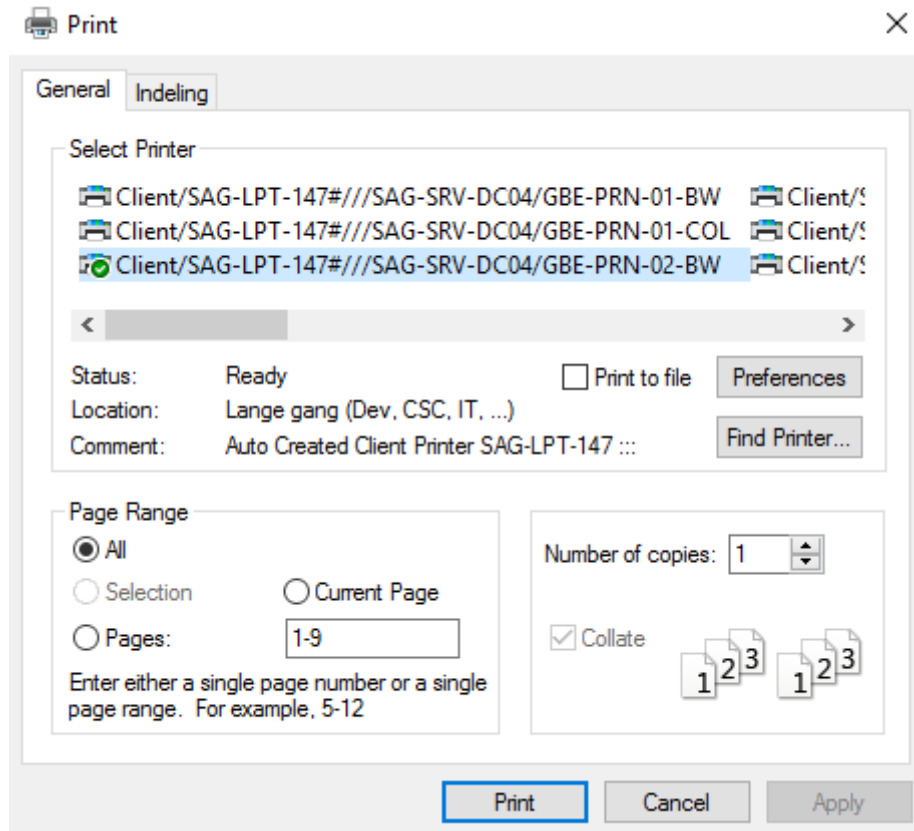 Print
General Indeling
Select Printer
Client/SAG-LPT-147#///SAG-SRV-DC04/GBE-PRN-01-BW Client/S
Client/SAG-LPT-147#///SAG-SRV-DC04/GBE-PRN-01-COL Client/S
Client/SAG-LPT-147#///SAG-SRV-DC04/GBE-PRN-02-BW Client/S
Status: Ready Print to file Preferences
Location: Lange gang (Dev, CSC, IT, ...)
Comment: Auto Created Client Printer SAG-LPT-147 ::: Find Printer...
Page Range
All
Number of copies: 1
Selection Current Page
Pages: 1-9
Collate 1 2 3 1 2 3
Enter either a single page number or a single
page range. For example, 5-12
Print Cancel Apply